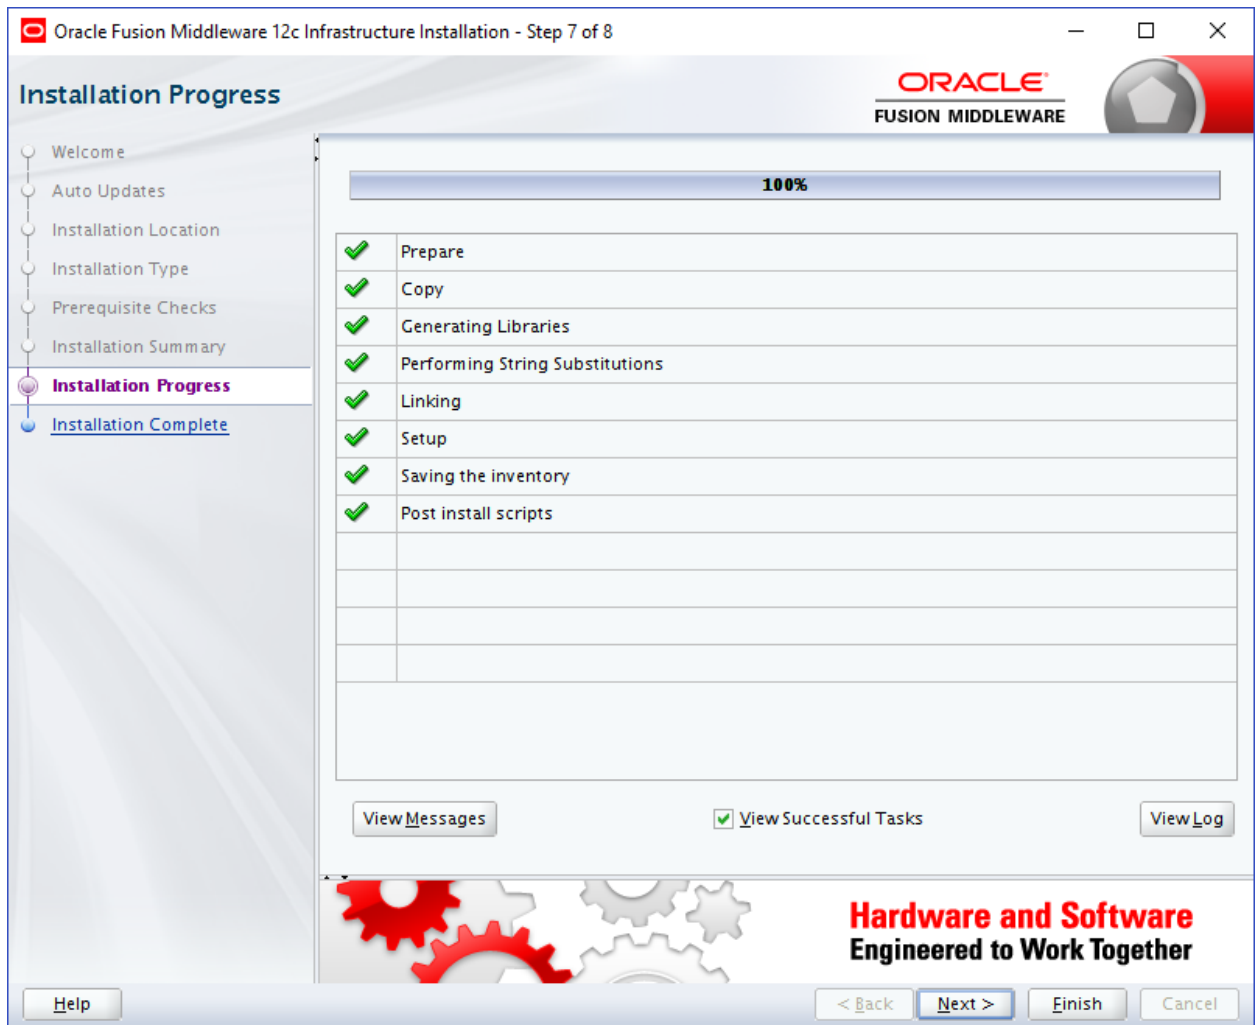 Oracle Fusion Middleware 12c Infrastructure Installation - Step 7 of 8
Installation Progress
ORACLE
FUSION MIDDLEWARE
Welcome
Auto Updates
Installation Location
Installation Type
Prerequisite Checks
Installation Summary
Installation Progress
Installation Complete
100%
Prepare
Copy
Generating Libraries
Performing String Substitutions
Linking
Setup
Saving the inventory
Post install scripts
View Messages
View Successful Tasks
View Log
Hardware and Software
Engineered to Work Together
Help
< Back
Next >
Finish
Cancel